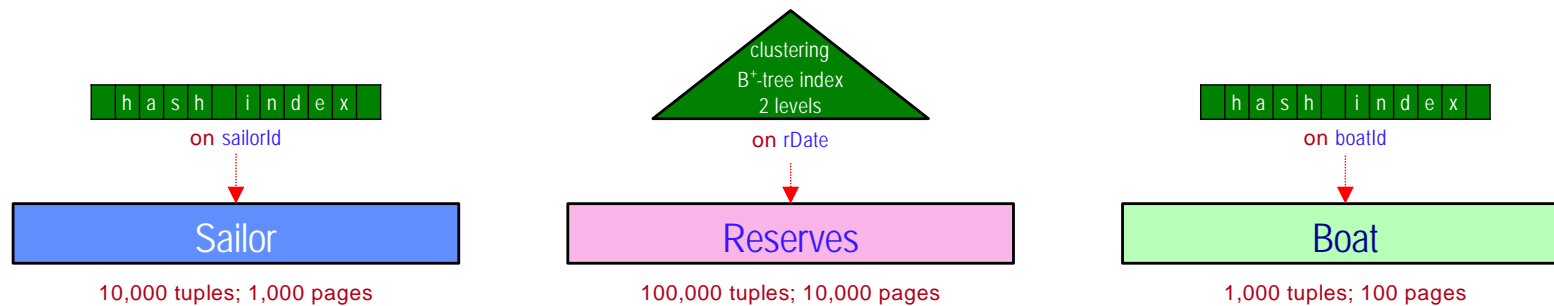 hash index
on sailorId
Sailor
10,000 tuples; 1,000 pages
clustering
B+-tree index
2 levels
on rDate
Reserves
100,000 tuples; 10,000 pages
hash index
on boatId
Boat
1,000 tuples; 100 pages